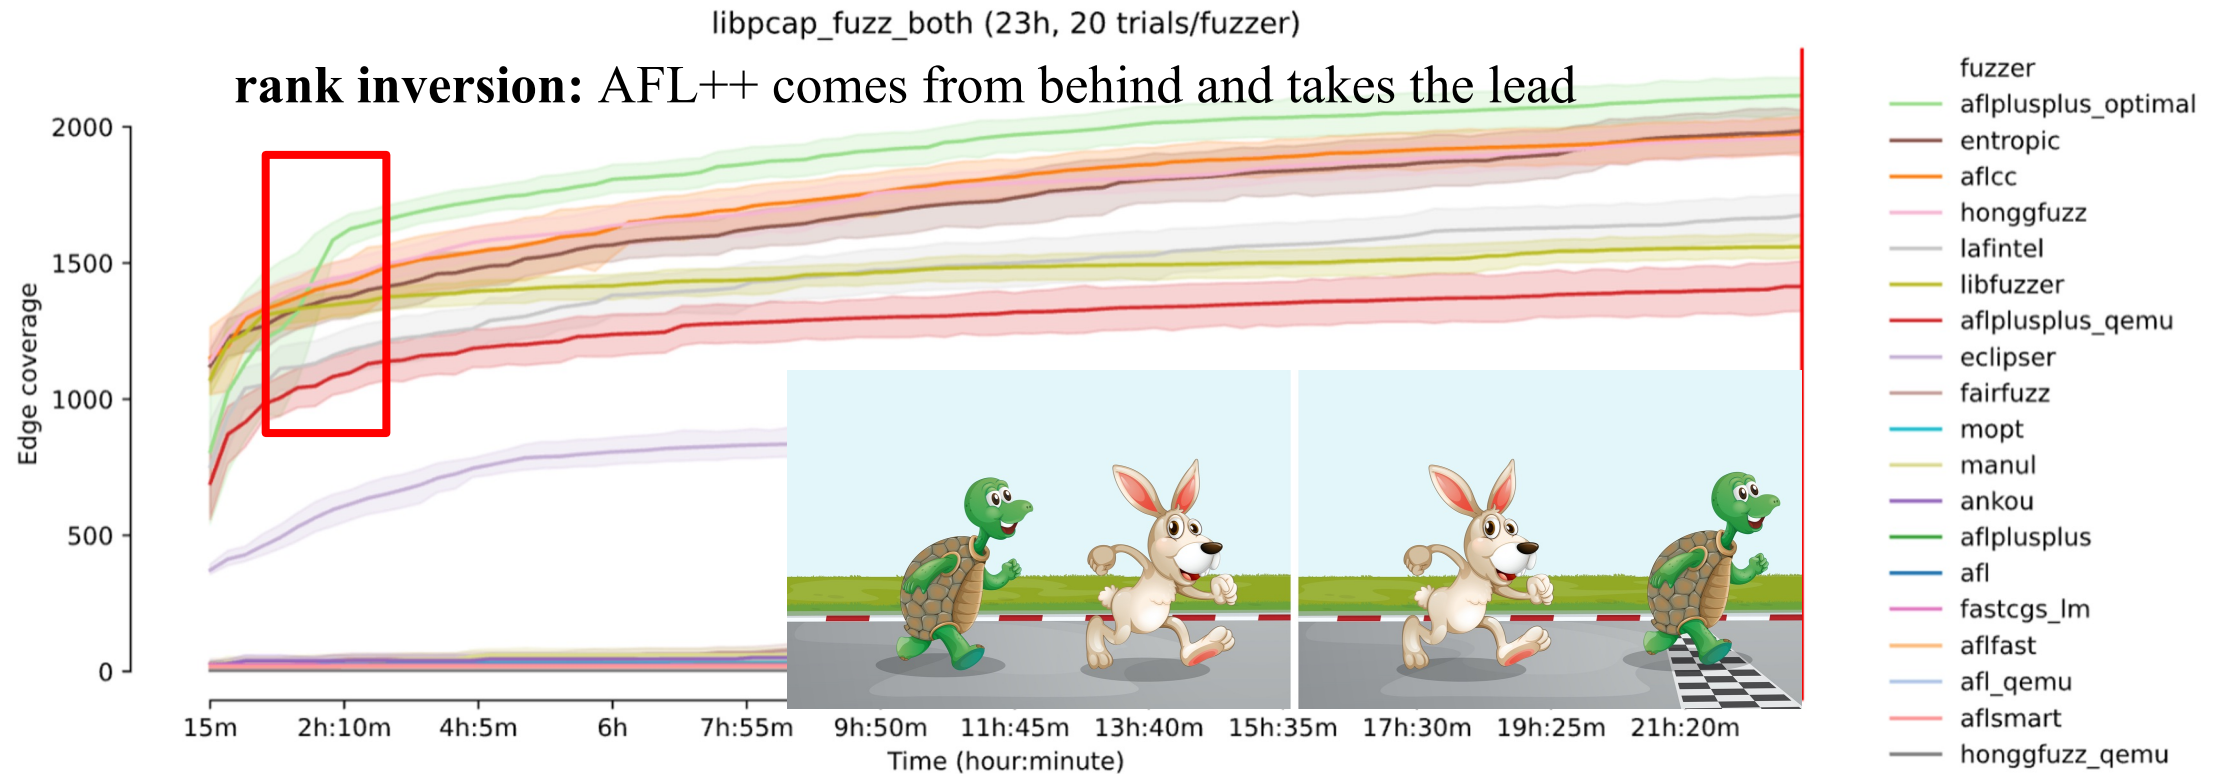 libpcap_fuzz_both (23h, 20 trials/fuzzer)
rank inversion: AFL++ comes from behind and takes the lead
Edge coverage
2000
1500
1000
500
0
15m
2h:10m
4h:5m
6h
7h:55m
9h:50m
11h:45m
13h:40m
15h:35m
17h:30m
19h:25m
21h:20m
Time (hour:minute)
fuzzer
aflplusplus_optimal
entropic
aflcc
honggfuzz
lafintel
libfuzzer
aflplusplus_qemu
eclipser
fairfuzz
mopt
manul
ankou
aflplusplus
afl
fastcgs_lm
aflfast
afl_qemu
aflsmart
honggfuzz_qemu